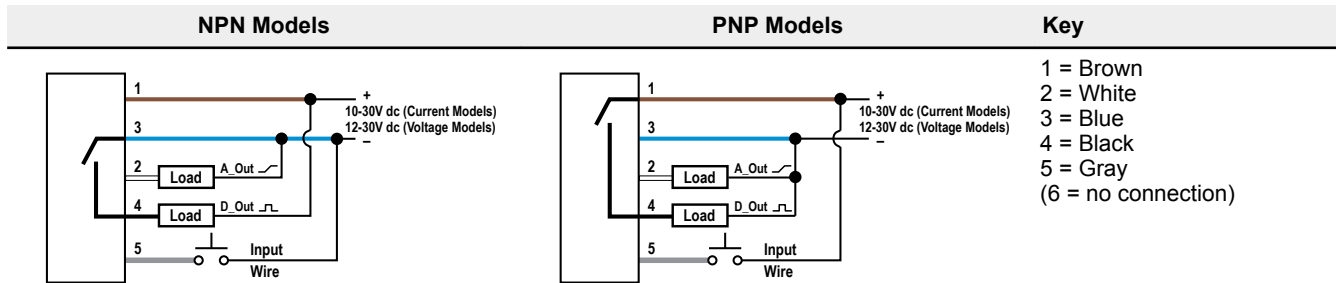 NPN Models
PNP Models
Key
1
+
10-30V dc (Current Models)
3
12-30V dc (Voltage Models)
–
2
Load
A_Out
4
Load
D_Out
5
Input
Wire
1
+
10-30V dc (Current Models)
3
12-30V dc (Voltage Models)
–
2
Load
A_Out
4
Load
D_Out
5
Input
Wire
1 = Brown
2 = White
3 = Blue
4 = Black
5 = Gray
(6 = no connection)